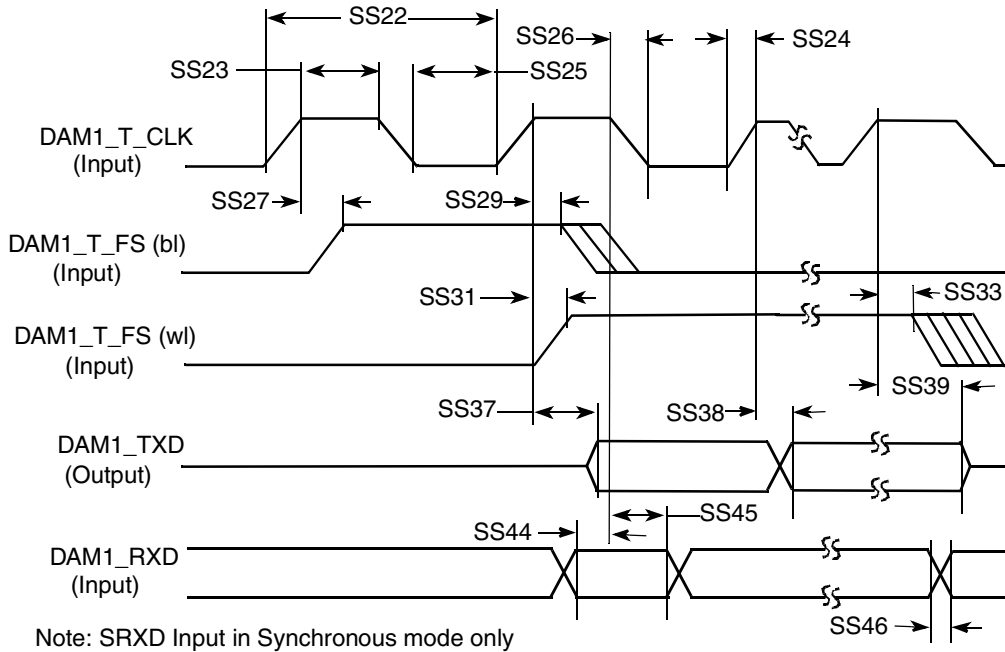 SS22
SS26
SS24
SS23
SS25
DAM1_T_CLK
(Input)
SS27
SS29
DAM1_T_FS (bl)
(Input)
SS31
SS33
DAM1_T_FS (wl)
(Input)
SS39
SS37
SS38
DAM1_TXD
(Output)
SS45
SS44
DAM1_RXD
(Input)
SS46
Note: SRXD Input in Synchronous mode only